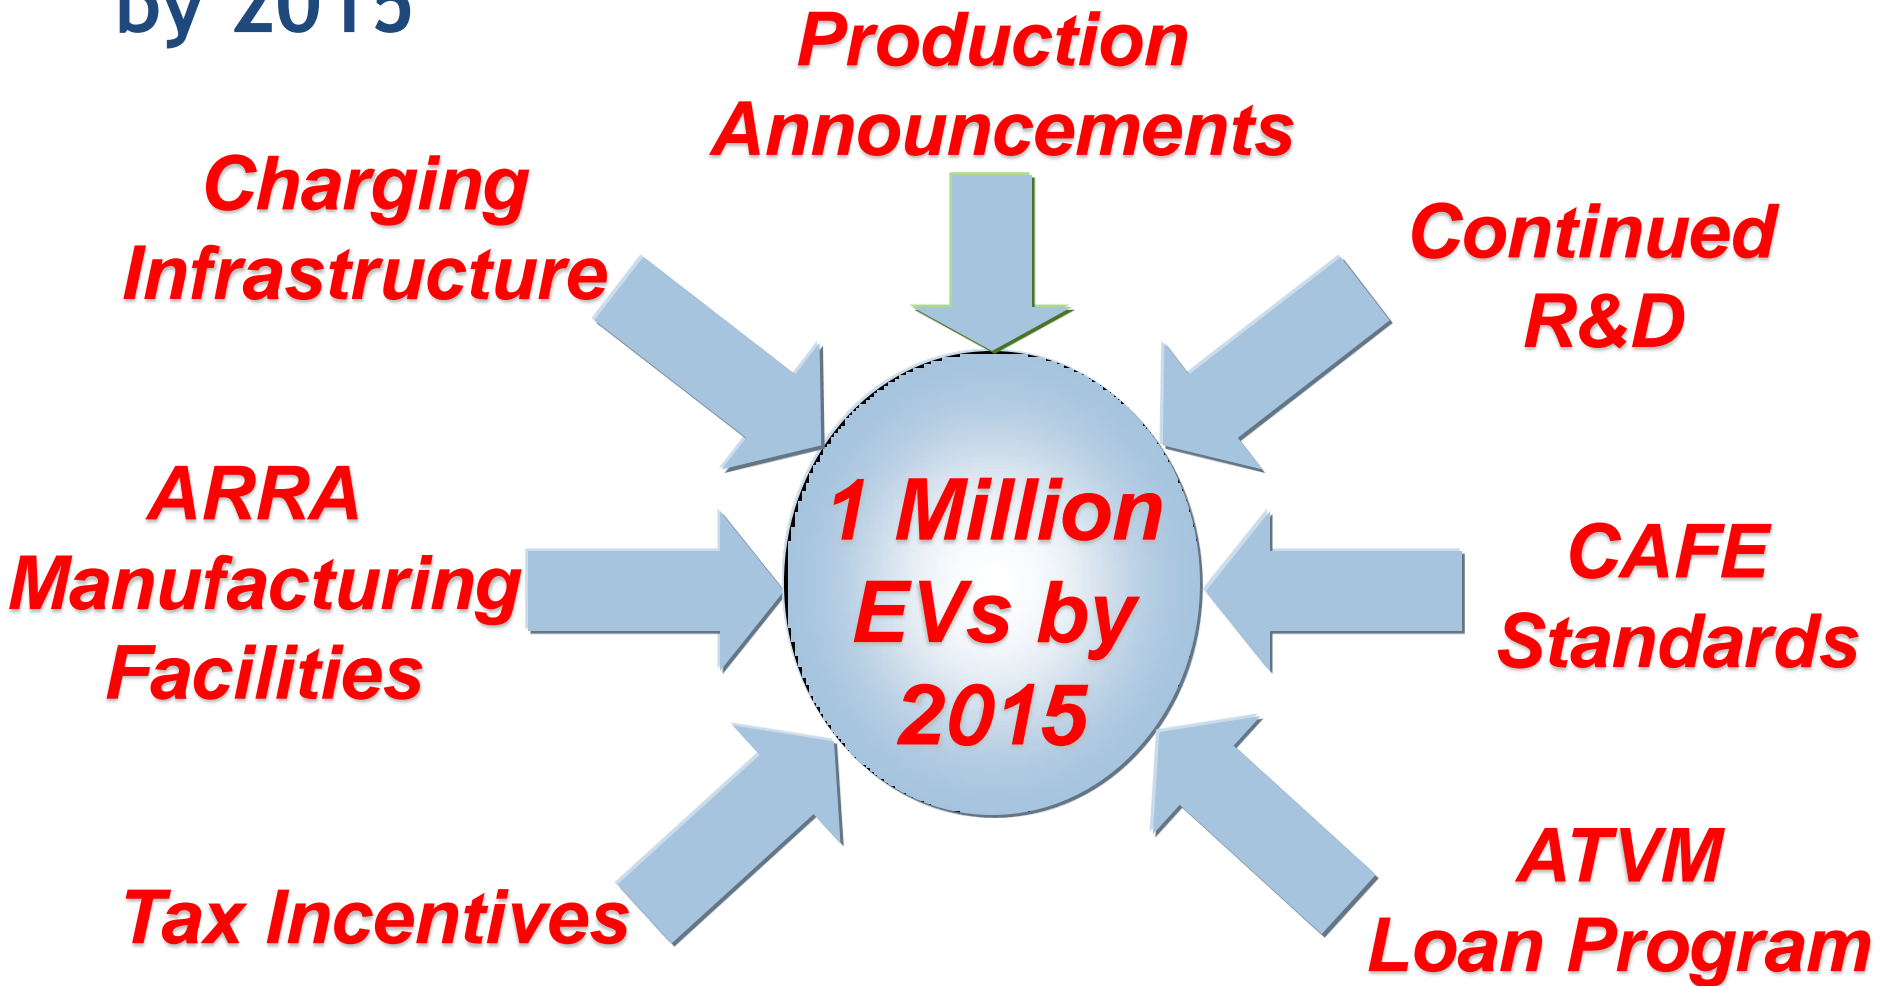 by 2015
Production
Announcements
Charging
Infrastructure
Continued
R&D
ARRA
Manufacturing
Facilities
1 Million
EVs by
2015
CAFE
Standards
Tax Incentives
ATVM
Loan Program